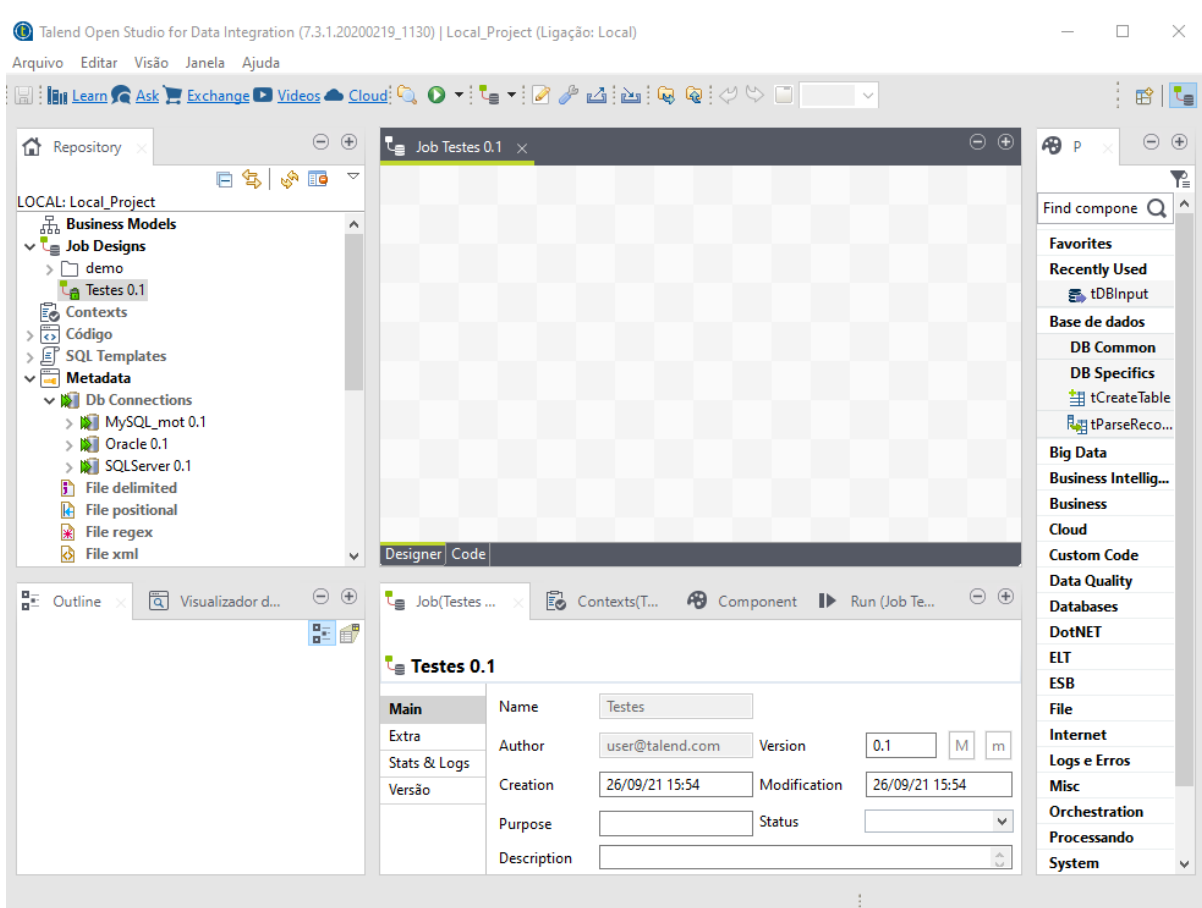 Talend Open Studio for Data Integration (7.3.1.20200219_1130) | Local_Project (Ligação: Local)
Arquivo Editar Visão Janela Ajuda
Learn Ask Exchange Videos Cloud
Repository
LOCAL: Local_Project
Business Models
Job Designs
demo
Testes 0.1
Contexts
Código
SQL Templates
Metadata
Db Connections
MySQL_mot 0.1
Oracle 0.1
SQLServer 0.1
File delimited
File positional
File regex
File xml
Job Testes 0.1
Designer Code
P
Find compone
Favorites
Recently Used
tDBInput
Base de dados
DB Common
DB Specifics
tCreateTable
tParseReco...
Big Data
Business Intellig...
Business
Cloud
Custom Code
Data Quality
Databases
DotNET
ELT
ESB
File
Internet
Logs e Erros
Misc
Orchestration
Processando
System
Outline Visualizador d...
Job(Testes ... Contexts(T... Component Run (Job Te...
Testes 0.1
Main
Extra
Stats & Logs
Versão
Name Testes
Author user@talend.com Version 0.1 M m
Creation 26/09/21 15:54 Modification 26/09/21 15:54
Purpose Status
Description